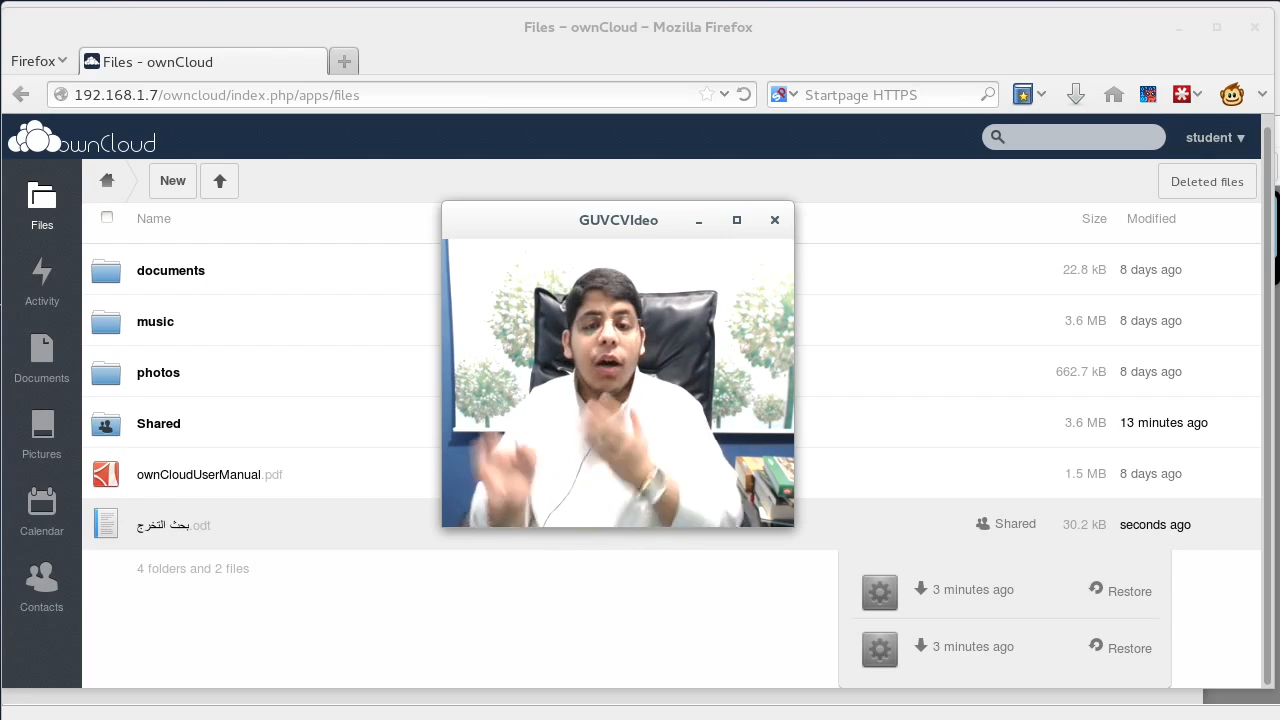 Files - ownCloud - Mozilla Firefox
Firefox
Files - ownCloud
192.168.1.7/owncloud/index.php/apps/files
Startpage HTTPS
ownCloud
student
New
Deleted files
Files
Name
Size
Modified
GUVCVIdeo
documents
22.8 kB
8 days ago
Activity
music
3.6 MB
8 days ago
Documents
photos
662.7 kB
8 days ago
Shared
3.6 MB
13 minutes ago
Pictures
ownCloudUserManual.pdf
1.5 MB
8 days ago
Calendar
بحث التخرج.odt
Shared
30.2 kB
seconds ago
4 folders and 2 files
Contacts
3 minutes ago
Restore
3 minutes ago
Restore